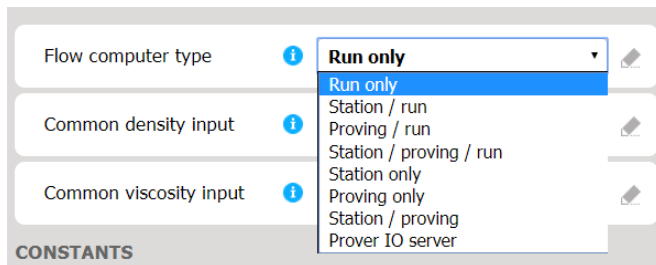 Flow computer type
Run only
Run only
Station / run
Proving / run
Common density input
Station / proving / run
Station only
Common viscosity input
Proving only
Station / proving
Prover IO server
CONSTANTS